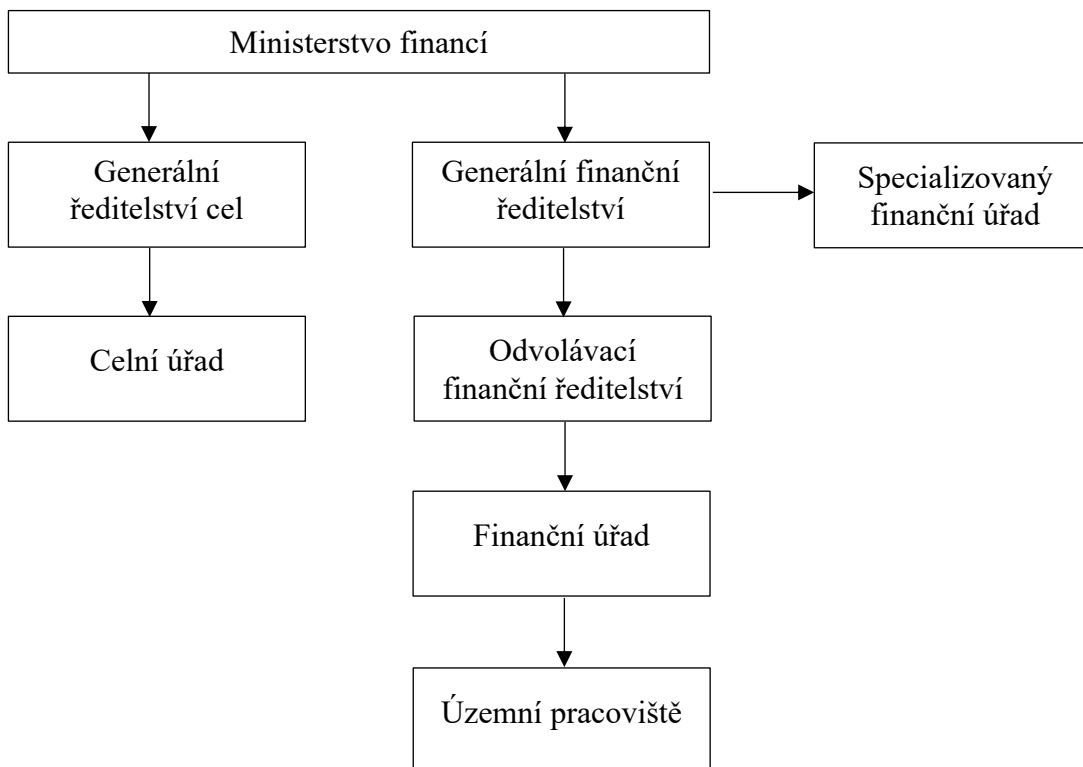 Ministerstvo financí
Generální
ředitelství cel
Generální finanční
ředitelství
Specializovaný
finanční úřad
Celní úřad
Odvolávací
finanční ředitelství
Finanční úřad
Územní pracoviště